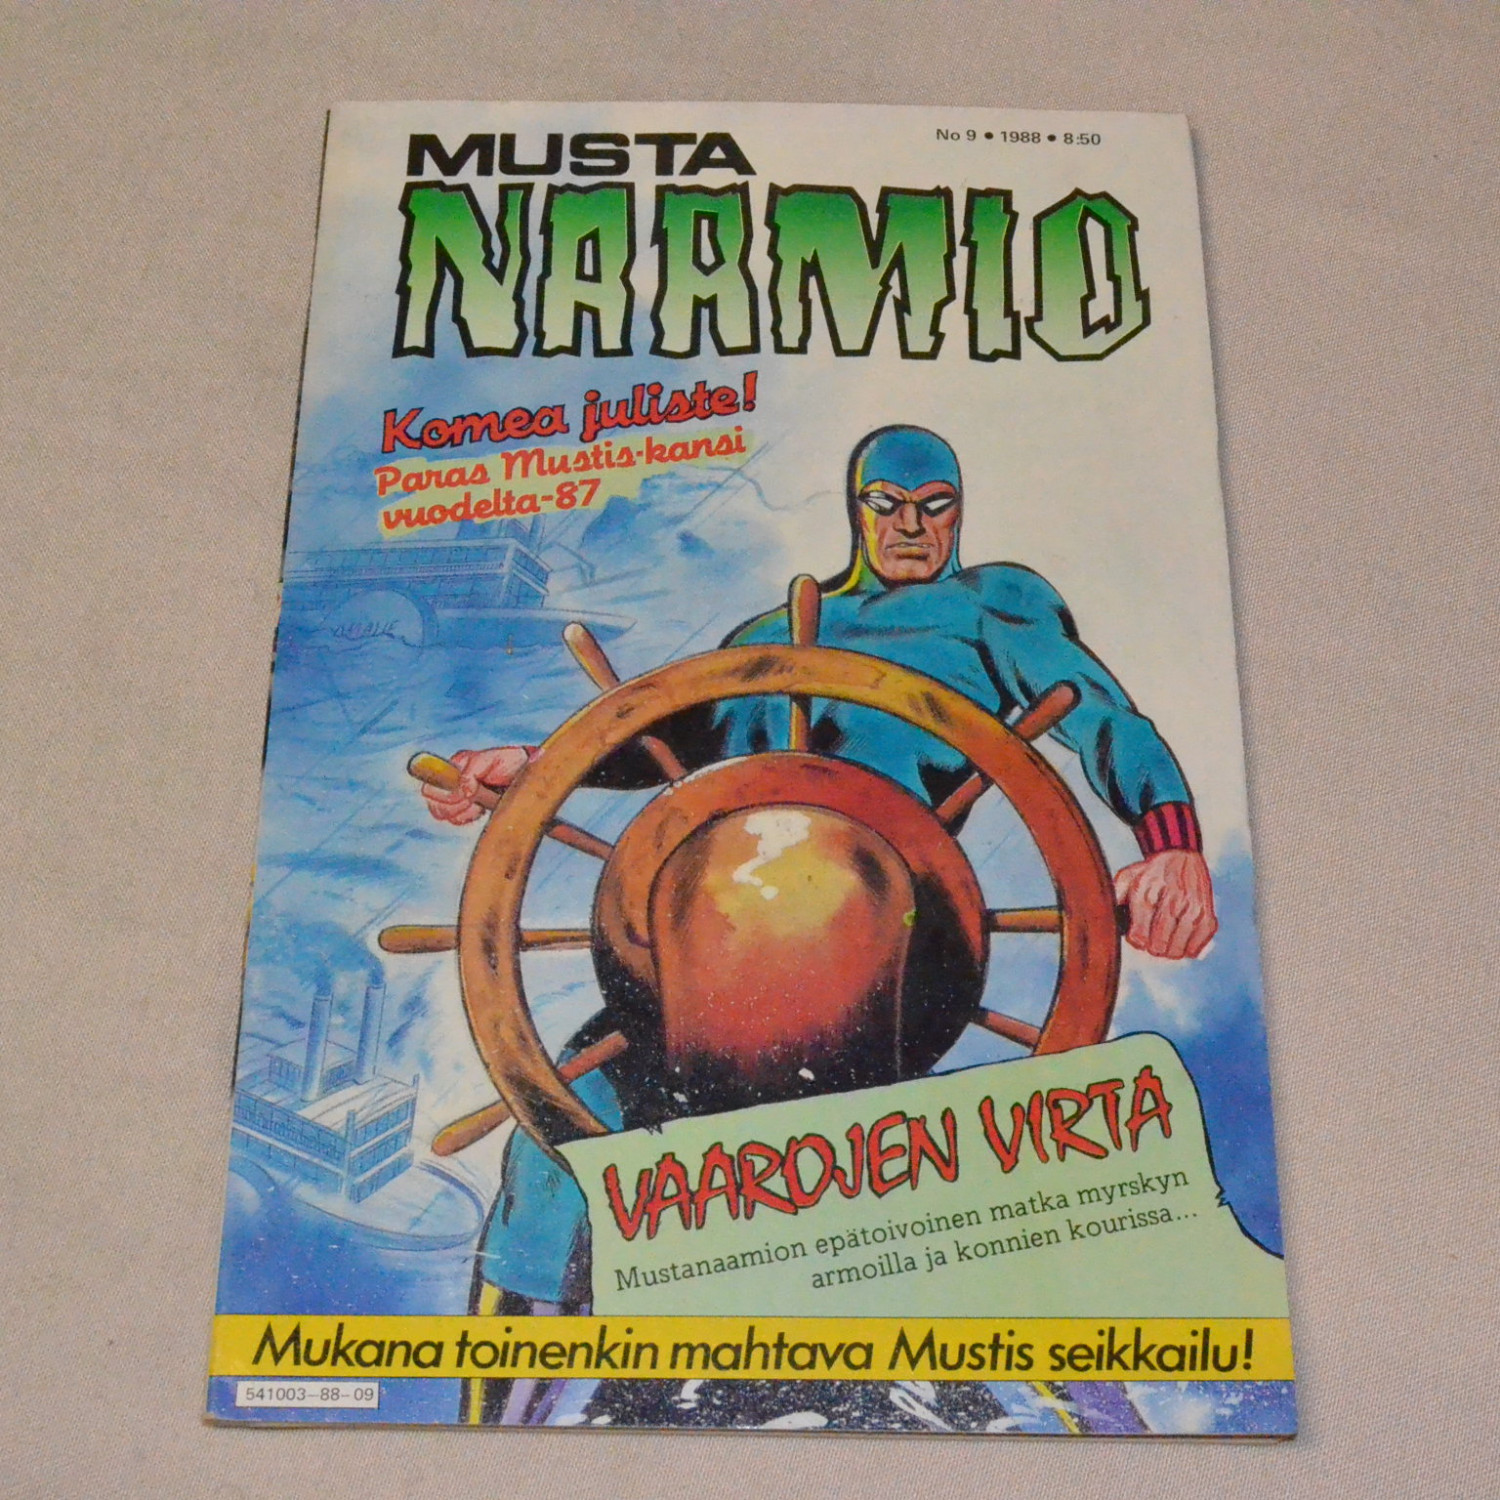 MUSTA
No 9 • 1988 • 8:50
NAAMIO
Komea juliste!
Paras Mustis-kansi
vuodelta-87
VAAROJEN VIRTA
Mustanaamion epätoivoinen matka myrskyn
armoilla ja konnien kourissa...
Mukana toinenkin mahtava Mustis seikkailu!
541003-88-09